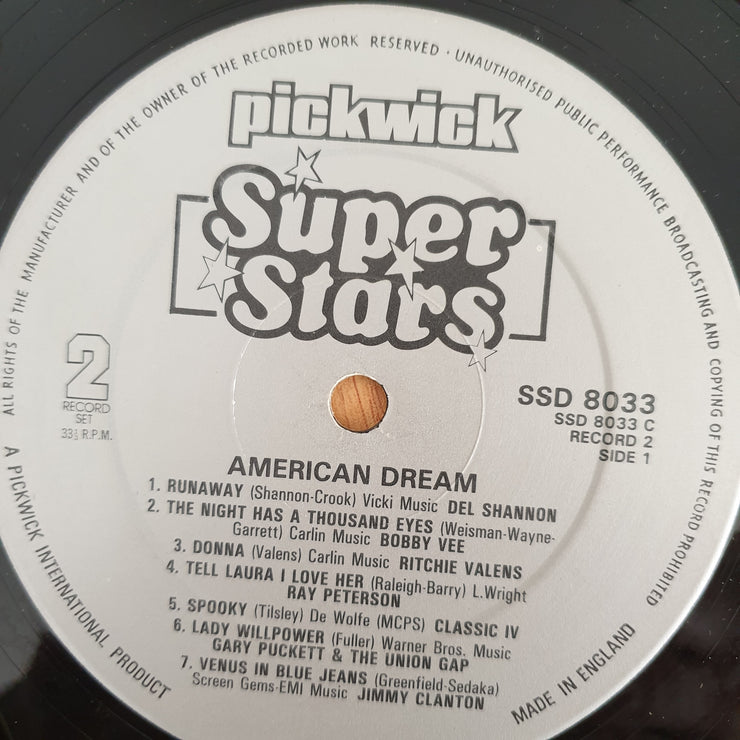 ALL RIGHTS OF THE MANUFACTURER AND OF THE OWNER OF THE RECORDED WORK RESERVED · UNAUTHORISED PUBLIC PERFORMANCE BROADCASTING AND COPYING OF THIS RECORD PROHIBITED
pickwick
Super
Stars
2
RECORD
SET
33⅓ R.P.M.
SSD 8033
SSD 8033 C
RECORD 2
SIDE 1
AMERICAN DREAM
1. RUNAWAY (Shannon-Crook) Vicki Music DEL SHANNON
2. THE NIGHT HAS A THOUSAND EYES (Weisman-Wayne-
Garrett) Carlin Music BOBBY VEE
3. DONNA (Valens) Carlin Music RITCHIE VALENS
4. TELL LAURA I LOVE HER (Raleigh-Barry) L.Wright
RAY PETERSON
5. SPOOKY (Tilsley) De Wolfe (MCPS) CLASSIC IV
6. LADY WILLPOWER (Fuller) Warner Bros. Music
GARY PUCKETT & THE UNION GAP
7. VENUS IN BLUE JEANS (Greenfield-Sedaka)
Screen Gems-EMI Music JIMMY CLANTON
A PICKWICK INTERNATIONAL PRODUCT
MADE IN ENGLAND